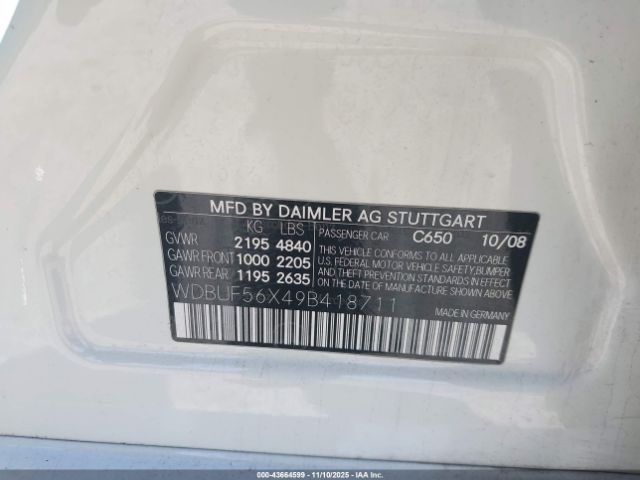 MFD BY DAIMLER AG STUTTGART
KG LBS PASSENGER CAR C650 10/08
GVWR 2195 4840
GAWR FRONT 1000 2205
GAWR REAR 1195 2635
THIS VEHICLE CONFORMS TO ALL APPLICABLE
U.S. FEDERAL MOTOR VEHICLE SAFETY, BUMPER
AND THEFT PREVENTION STANDARDS IN
EFFECT ON THE DATE OF MANUFACTURE
SHOWN ABOVE.
WDBUF56X49B418711
MADE IN GERMANY
000-43664599 - 11/10/2025 - IAA